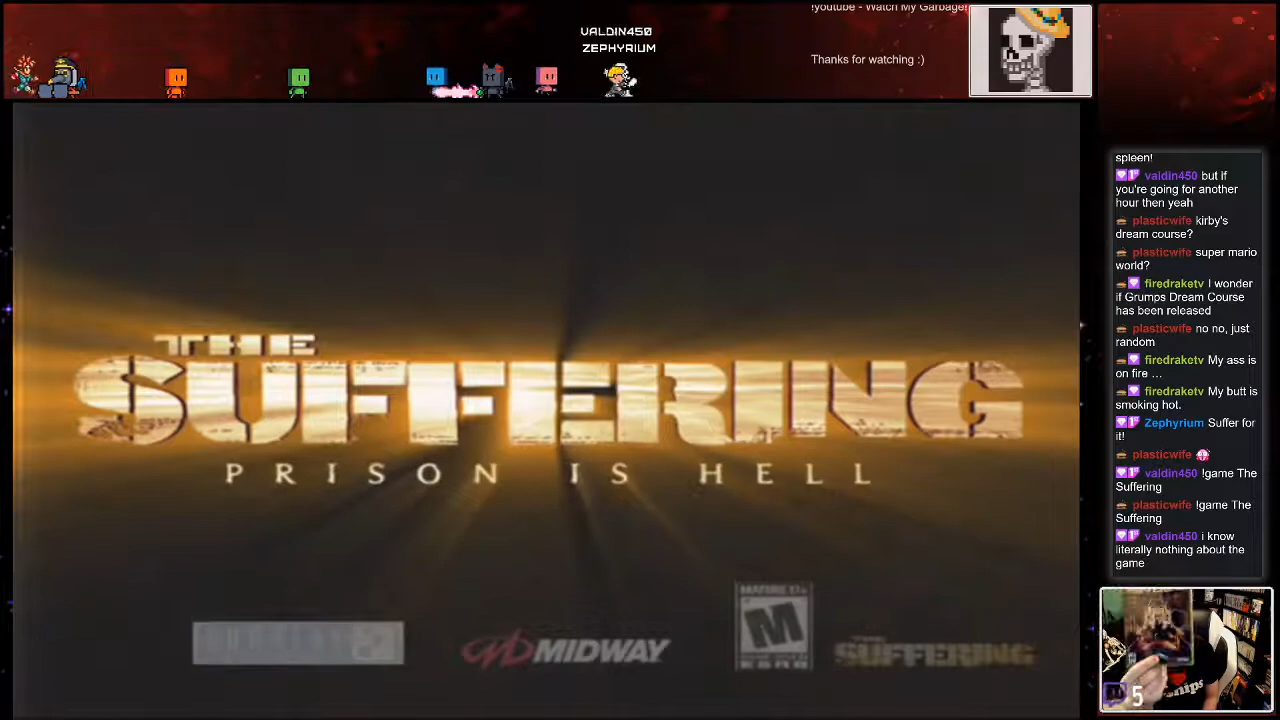 !youtube - Watch My Garbage!
Thanks for watching :)
VALDIN450
ZEPHYRIUM
THE
SUFFERING
PRISON IS HELL
MIDWAY
MATURE 17+
M
ESRB
THE
SUFFERING
spleen!
valdin450 but if
you're going for another
hour then yeah
plasticwife kirby's
dream course?
plasticwife super mario
world?
firedraketv I wonder
if Grumps Dream Course
has been released
plasticwife no no, just
random
firedraketv My ass is
on fire ...
firedraketv My butt is
smoking hot.
Zephyrium Suffer for
it!
plasticwife
valdin450 !game The
Suffering
plasticwife !game The
Suffering
valdin450 i know
literally nothing about the
game
5